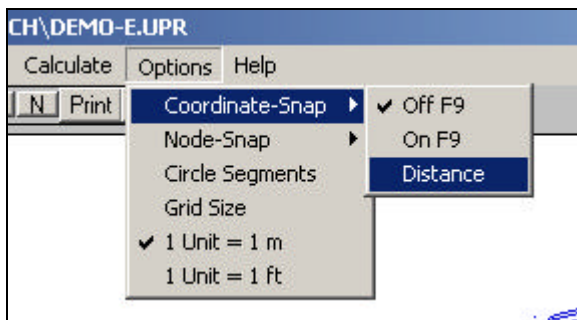 CH\DEMO-E.UPR
Calculate Options Help
N Print
Coordinate-Snap
Node-Snap
Circle Segments
Grid Size
✔ 1 Unit = 1 m
1 Unit = 1 ft
✔ Off F9
On F9
Distance